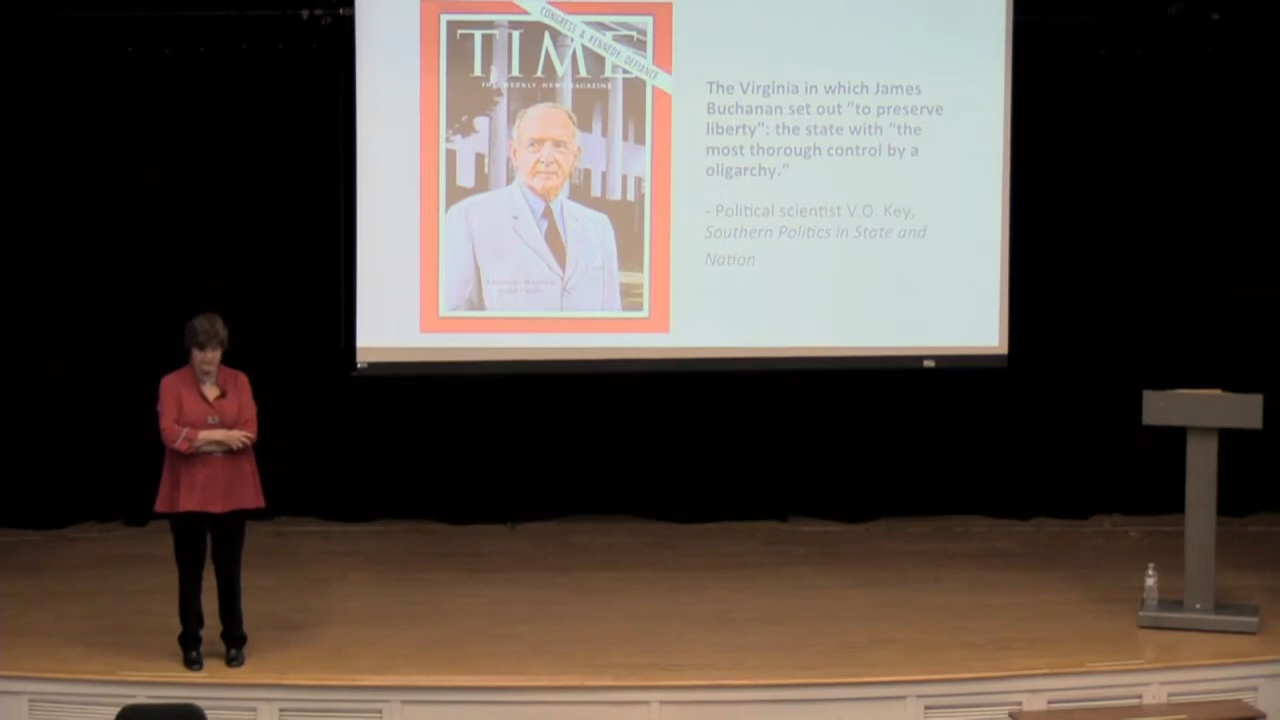 CONGRESS & KENNEDY: DEFIANCE
TIME
THE WEEKLY NEWSMAGAZINE
The Virginia in which James
Buchanan set out “to preserve
liberty”: the state with “the
most thorough control by a
oligarchy.”
- Political scientist V.O. Key,
Southern Politics in State and
Nation